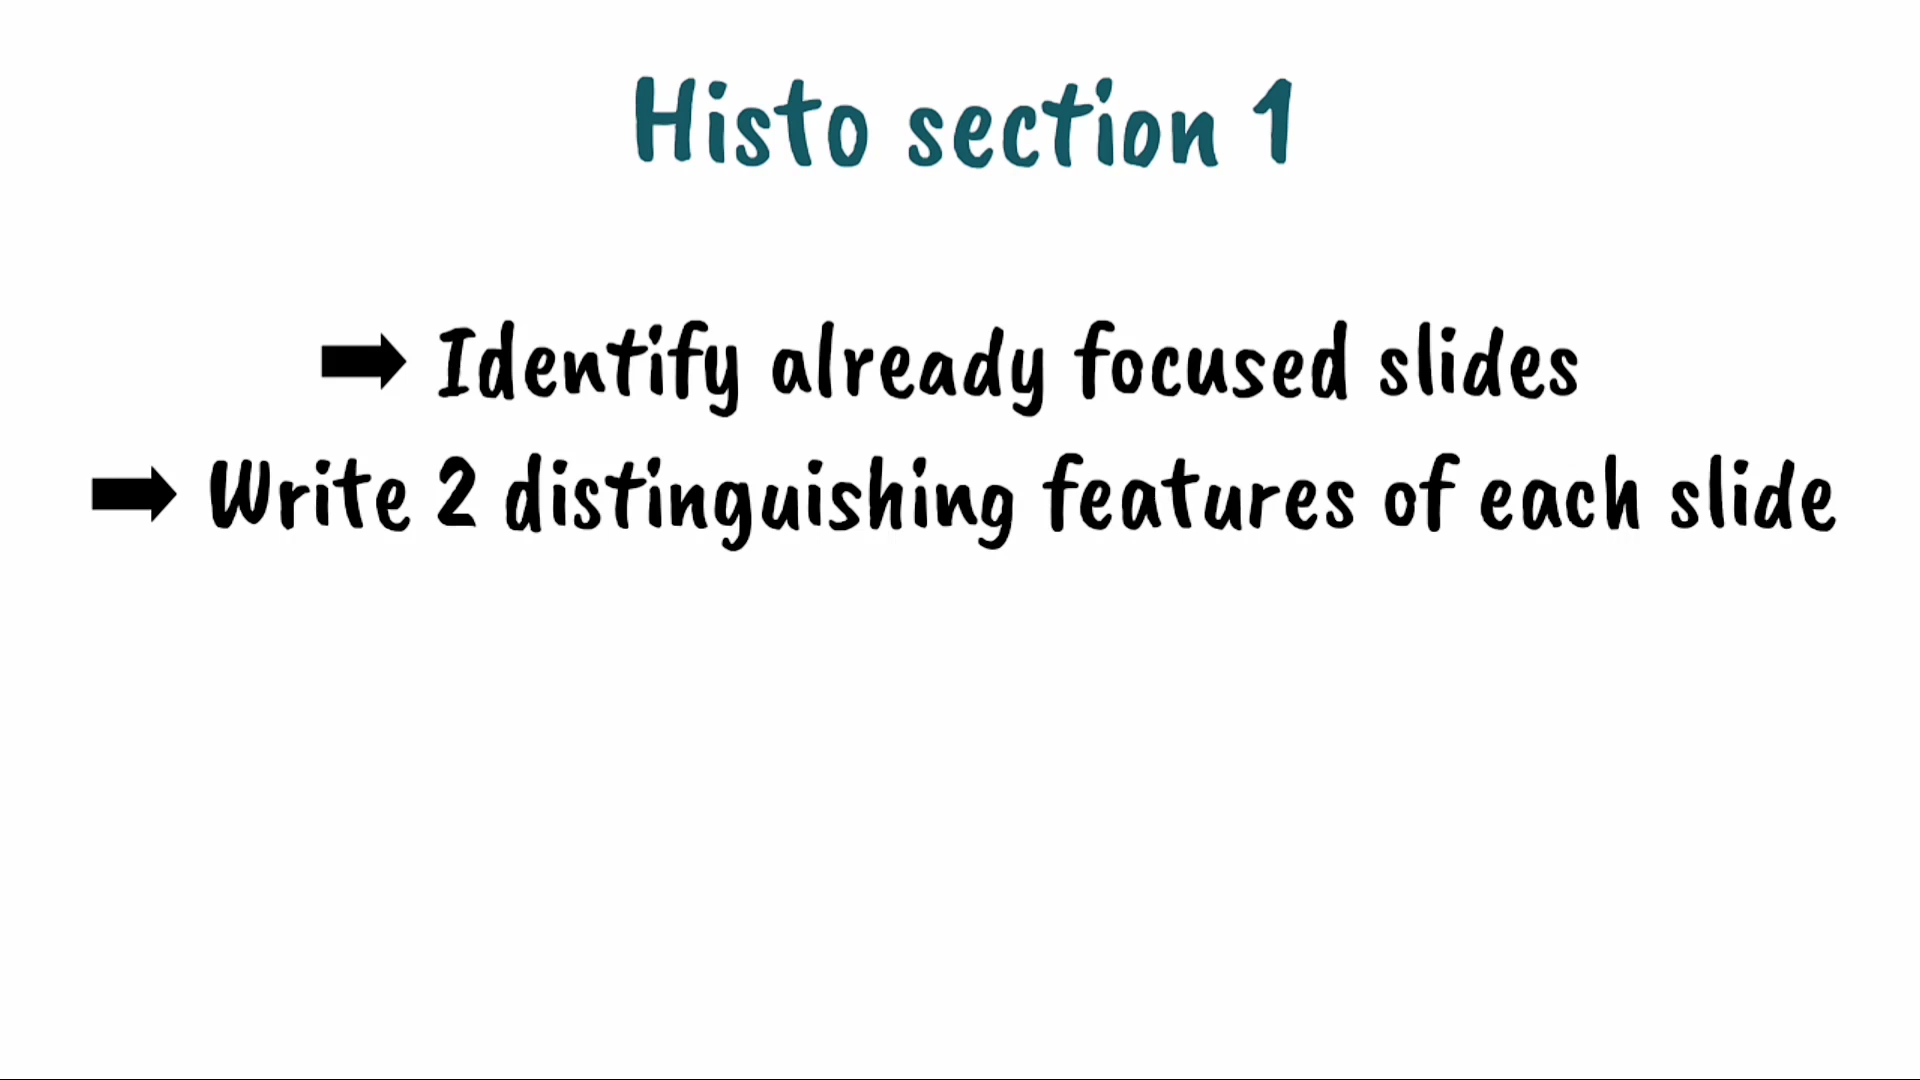 Histo section 1
➡ Identify already focused slides
➡ Write 2 distinguishing features of each slide